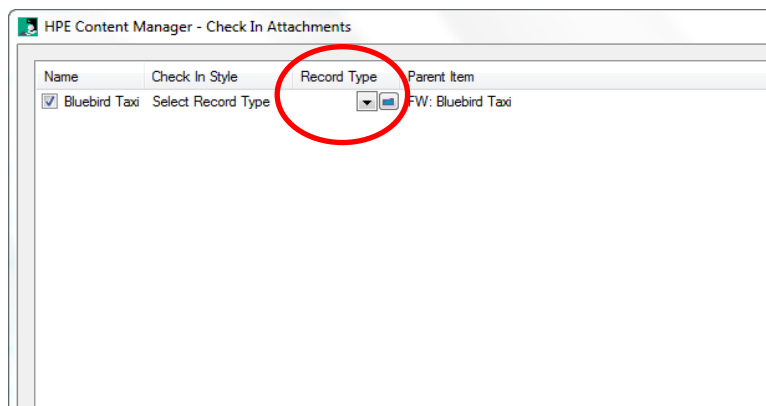 HPE Content Manager - Check In Attachments
Name Check In Style Record Type Parent Item
Bluebird Taxi Select Record Type FW: Bluebird Taxi